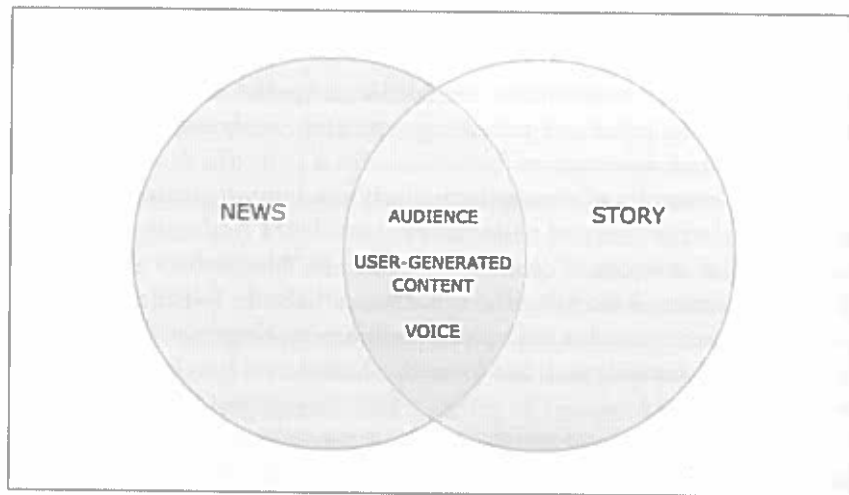 NEWS
AUDIENCE
STORY
USER-GENERATED
CONTENT
VOICE